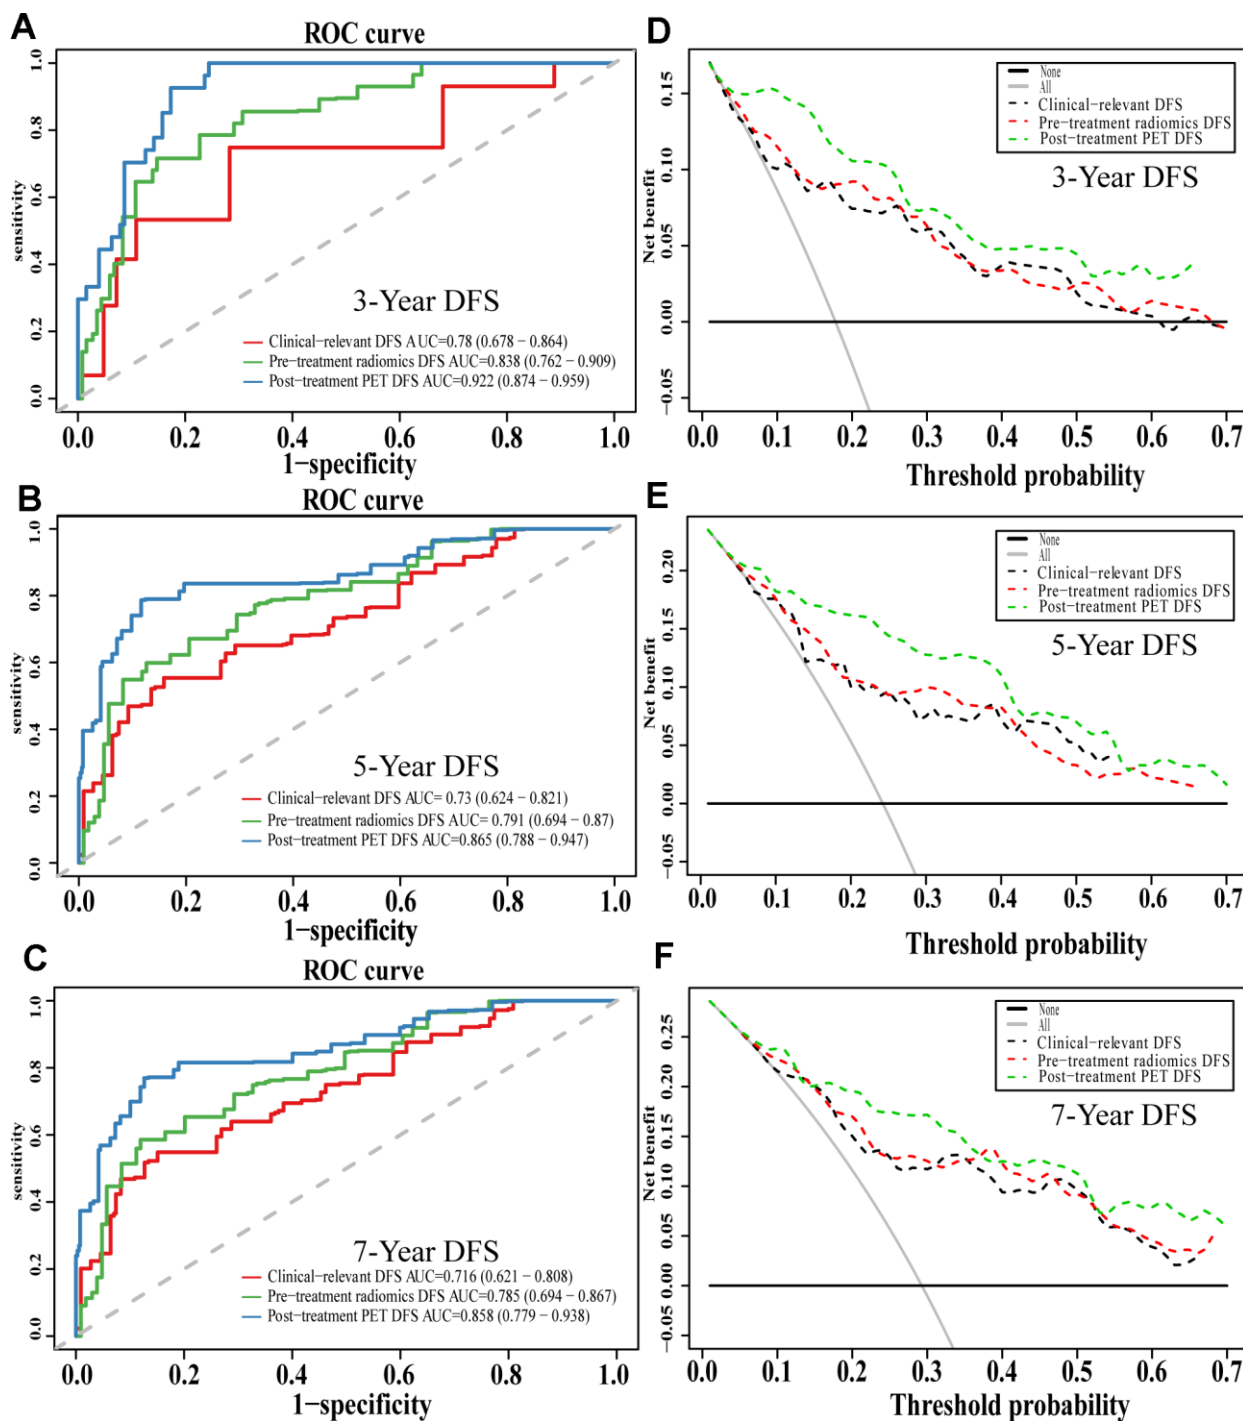 A
ROC curve
sensitivity
0.0 0.2 0.4 0.6 0.8 1.0
3-Year DFS
Clinical-relevant DFS AUC=0.78 (0.678 − 0.864)
Pre-treatment radiomics DFS AUC=0.838 (0.762 − 0.909)
Post-treatment PET DFS AUC=0.922 (0.874 − 0.959)
0.0 0.2 0.4 0.6 0.8 1.0
1−specificity
D
Net benefit
−0.05 0.00 0.05 0.10 0.15
None
All
Clinical-relevant DFS
Pre-treatment radiomics DFS
Post-treatment PET DFS
3-Year DFS
0.0 0.1 0.2 0.3 0.4 0.5 0.6 0.7
Threshold probability
B
ROC curve
sensitivity
0.0 0.2 0.4 0.6 0.8 1.0
5-Year DFS
Clinical−relevant DFS AUC= 0.73 (0.624 − 0.821)
Pre−treatment radiomics DFS AUC= 0.791 (0.694 − 0.87)
Post−treatment PET DFS AUC=0.865 (0.788 − 0.947)
0.0 0.2 0.4 0.6 0.8 1.0
1−specificity
E
Net benefit
−0.05 0.00 0.05 0.10 0.15 0.20
None
All
Clinical-relevant DFS
Pre-treatment radiomics DFS
Post-treatment PET DFS
5-Year DFS
0.0 0.1 0.2 0.3 0.4 0.5 0.6 0.7
Threshold probability
C
ROC curve
sensitivity
0.0 0.2 0.4 0.6 0.8 1.0
7-Year DFS
Clinical−relevant DFS AUC=0.716 (0.621 − 0.808)
Pre−treatment radiomics DFS AUC=0.785 (0.694 − 0.867)
Post−treatment PET DFS AUC=0.858 (0.779 − 0.938)
0.0 0.2 0.4 0.6 0.8 1.0
1−specificity
F
Net benefit
−0.05 0.00 0.05 0.10 0.15 0.20 0.25
None
All
Clinical-relevant DFS
Pre-treatment radiomics DFS
Post-treatment PET DFS
7-Year DFS
0.0 0.1 0.2 0.3 0.4 0.5 0.6 0.7
Threshold probability